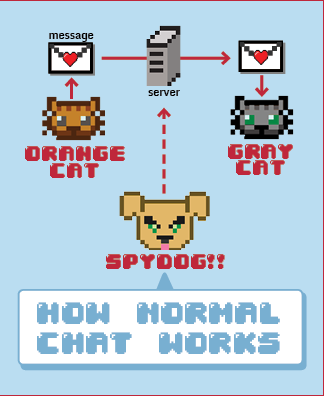 message
server
ORANGE
CAT
GRAY
CAT
SPYDOG!!
HOW NORMAL
CHAT WORKS